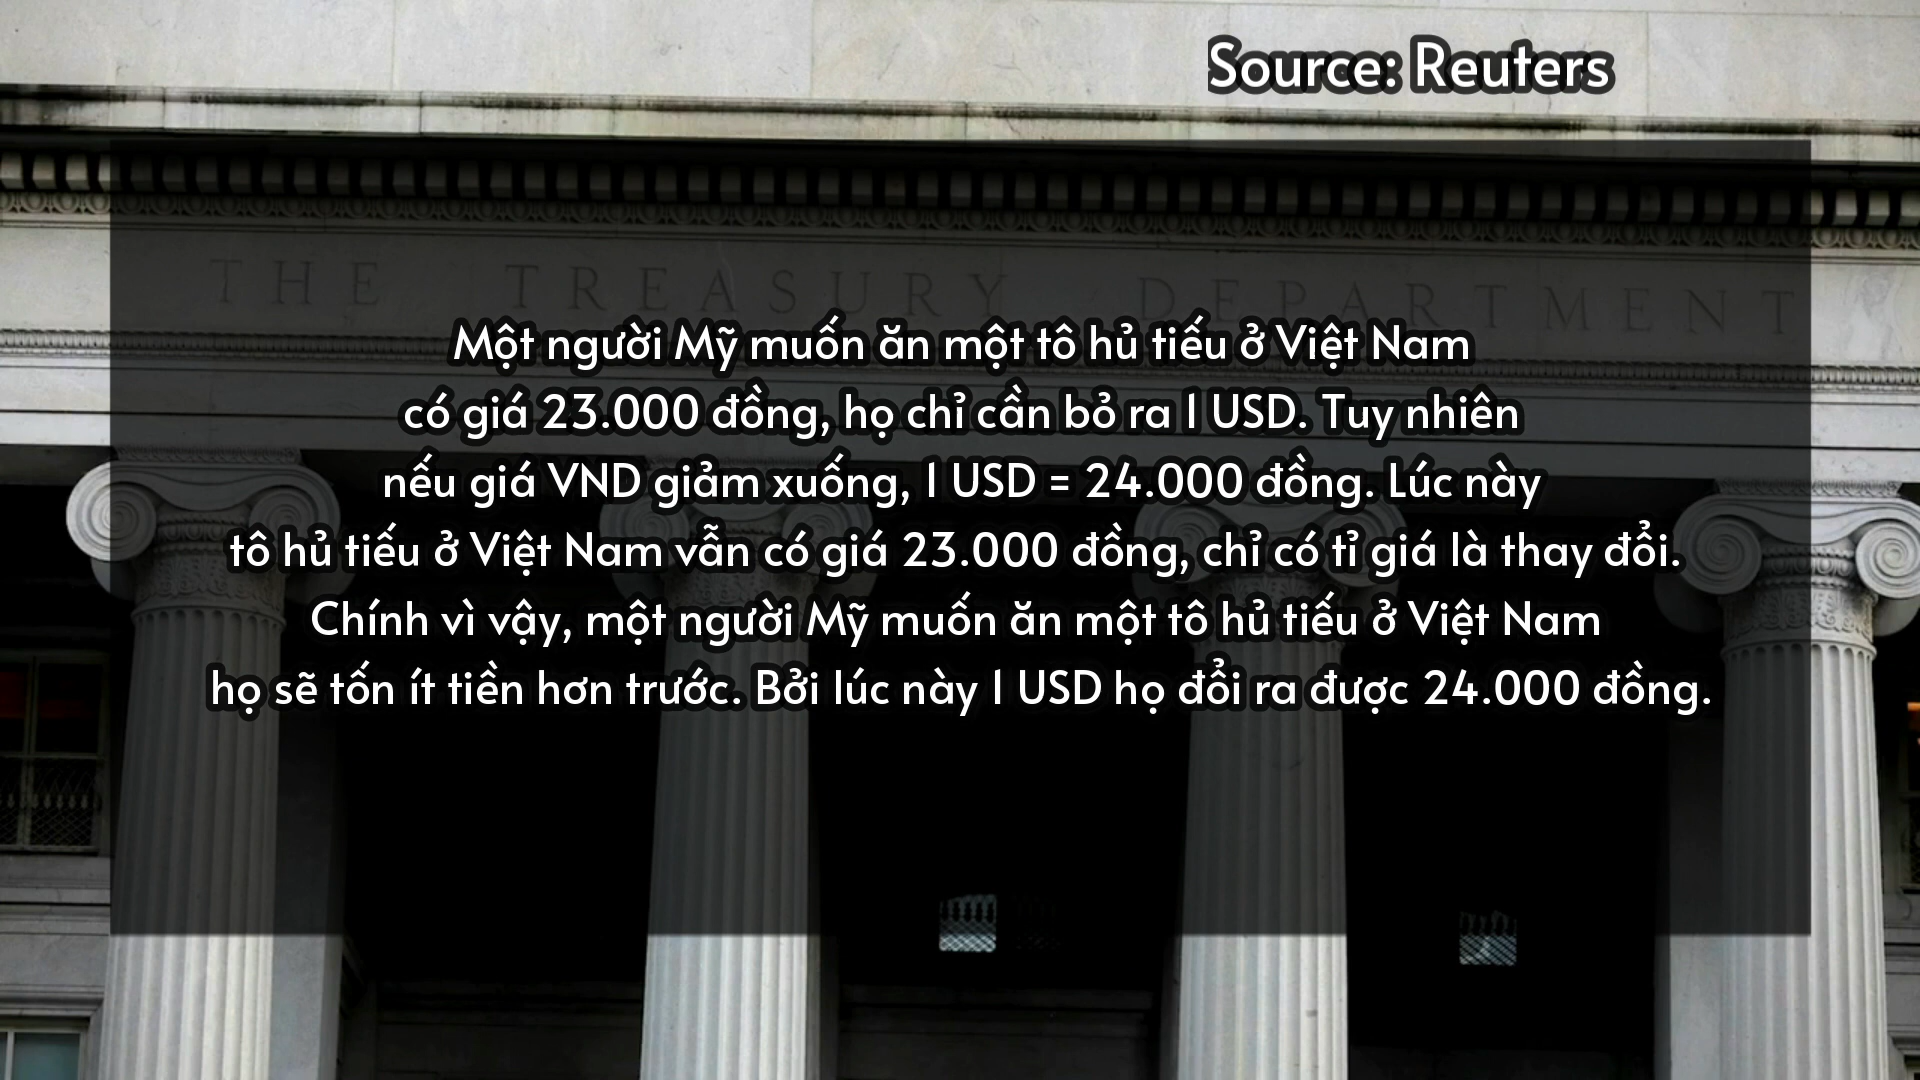 Source: Reuters
THE TREASURY DEPARTMENT
Một người Mỹ muốn ăn một tô hủ tiếu ở Việt Nam
có giá 23.000 đồng, họ chỉ cần bỏ ra 1 USD. Tuy nhiên
nếu giá VND giảm xuống, 1 USD = 24.000 đồng. Lúc này
tô hủ tiếu ở Việt Nam vẫn có giá 23.000 đồng, chỉ có tỉ giá là thay đổi.
Chính vì vậy, một người Mỹ muốn ăn một tô hủ tiếu ở Việt Nam
họ sẽ tốn ít tiền hơn trước. Bởi lúc này 1 USD họ đổi ra được 24.000 đồng.